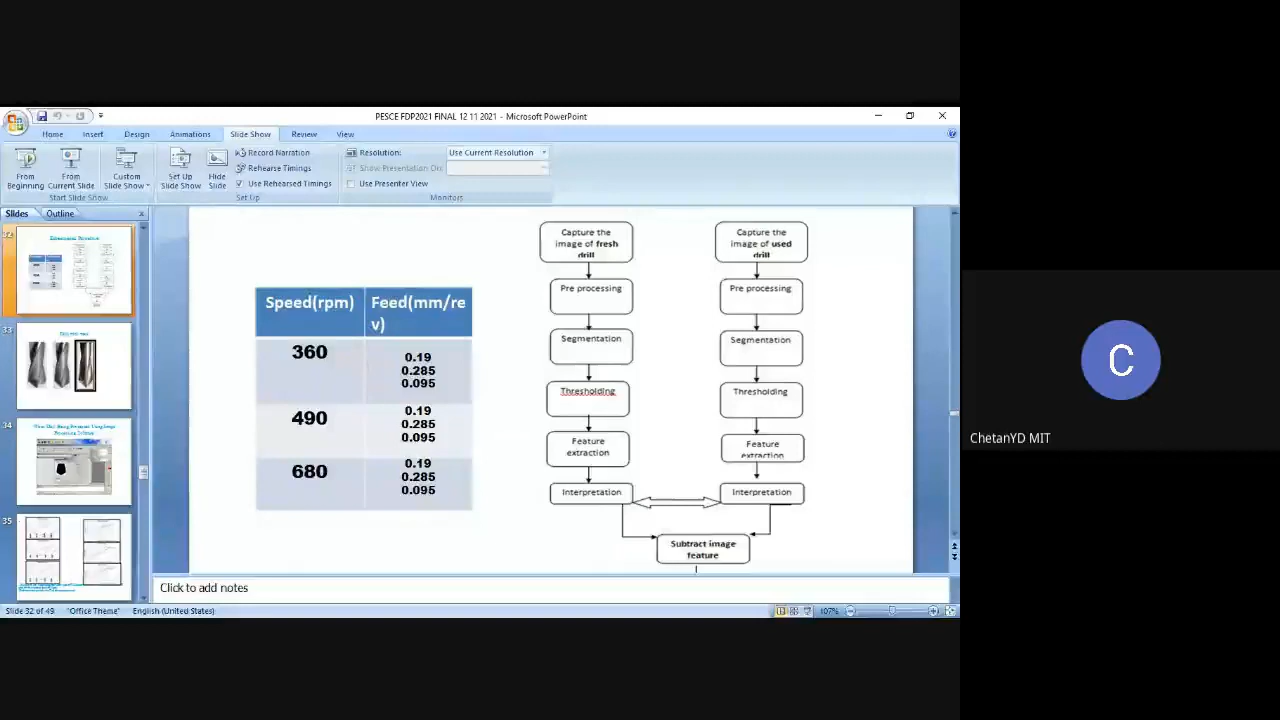 PESCE FDP2021 FINAL 12 11 2021 - Microsoft PowerPoint
Home Insert Design Animations Slide Show Review View
From Beginning
From Current Slide
Custom Slide Show
Start Slide Show
Set Up Slide Show
Hide Slide
Record Narration
Rehearse Timings
Use Rehearsed Timings
Set Up
Resolution: Use Current Resolution
Show Presentation On:
Use Presenter View
Monitors
Slides Outline
32
33
34
35
Speed(rpm) Feed(mm/re
v)
360
0.19
0.285
0.095
490
0.19
0.285
0.095
680
0.19
0.285
0.095
Capture the
image of fresh
drill
Pre processing
Segmentation
Thresholding
Feature
extraction
Interpretation
Capture the
image of used
drill
Pre processing
Segmentation
Thresholding
Feature
extraction
Interpretation
Subtract image
feature
Click to add notes
Slide 32 of 49 "Office Theme" English (United States)
107%
C
ChetanYD MIT